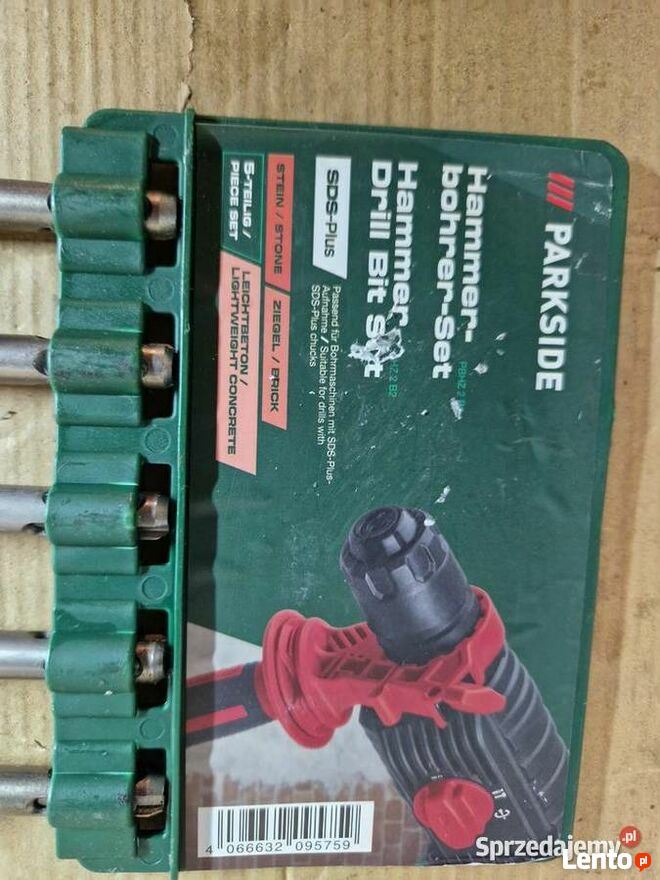 PARKSIDE
Hammer-
bohrer-Set
Hammer
Drill Bit Set
SDS-Plus
Passend für Bohrmaschinen mit SDS-Plus-
Aufnahme / Suitable for drills with
SDS-Plus chucks
STEIN / STONE
ZIEGEL / BRICK
5-TEILIG /
PIECE SET
LEICHTBETON /
LIGHTWEIGHT CONCRETE
4 066632 095759
Sprzedajemy.pl
Lento.pl